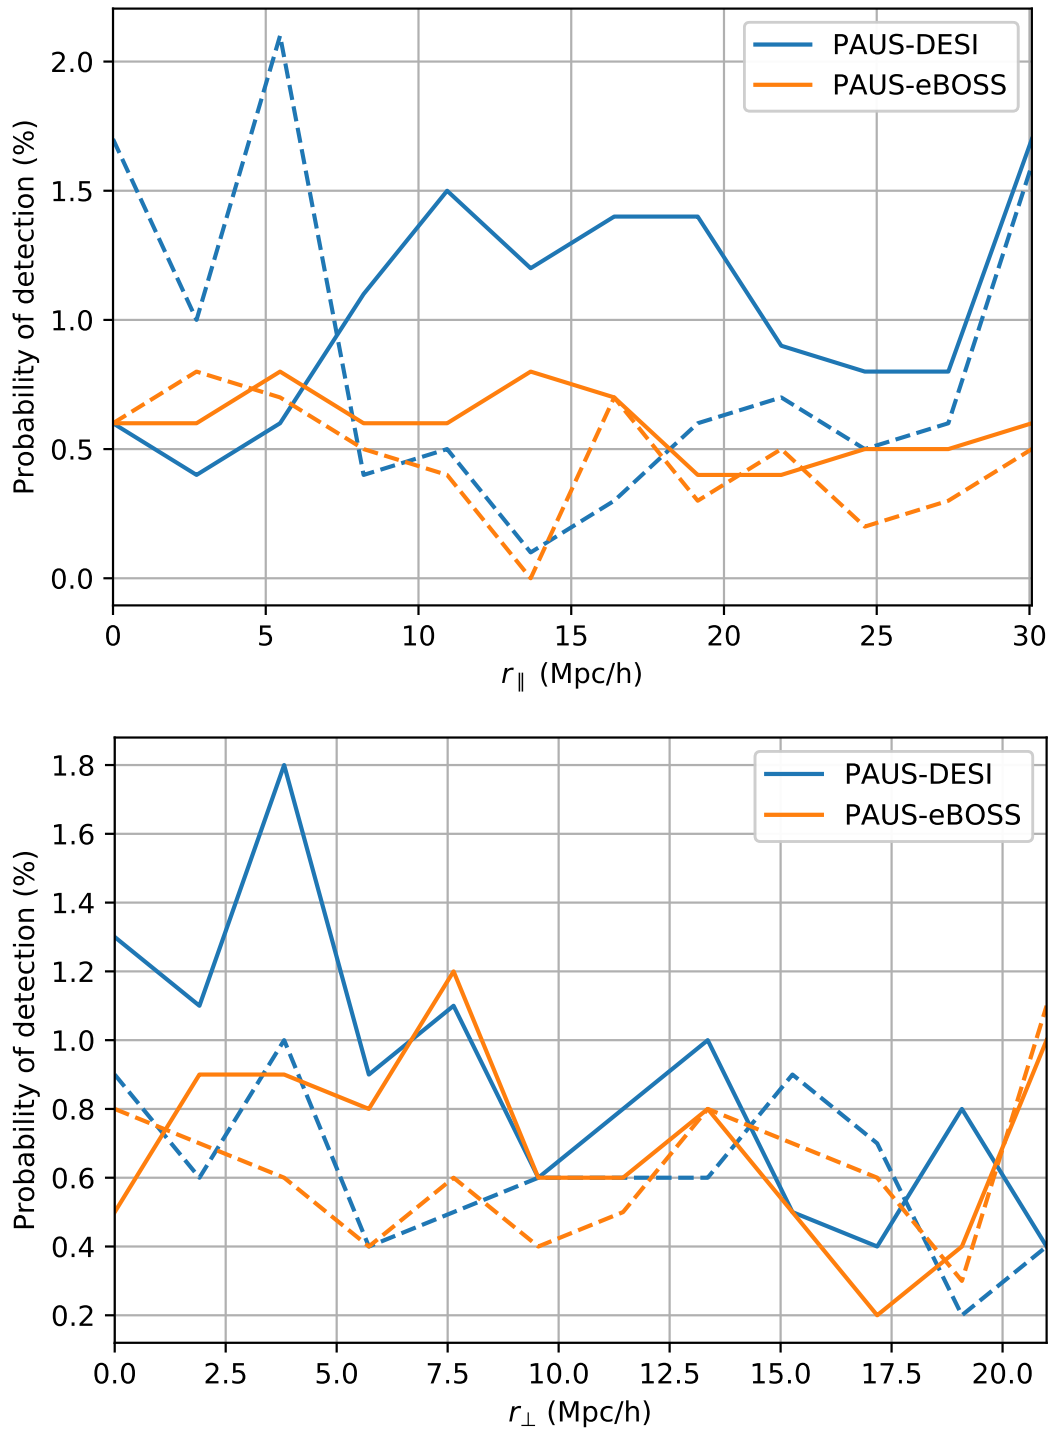 PAUS-DESI
PAUS-eBOSS
Probability of detection (%)
2.0
1.5
1.0
0.5
0.0
0 5 10 15 20 25 30
r∥ (Mpc/h)
PAUS-DESI
PAUS-eBOSS
Probability of detection (%)
1.8
1.6
1.4
1.2
1.0
0.8
0.6
0.4
0.2
0.0 2.5 5.0 7.5 10.0 12.5 15.0 17.5 20.0
r⊥ (Mpc/h)